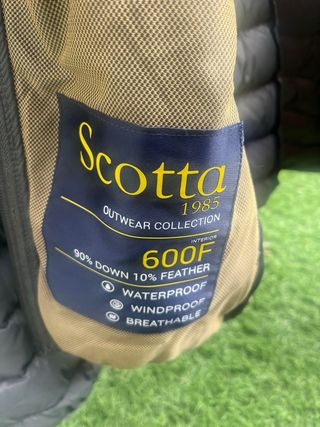 Scotta
1985
OUTWEAR COLLECTION
INTERIOR
600F
90% DOWN 10% FEATHER
WATERPROOF
WINDPROOF
BREATHABLE